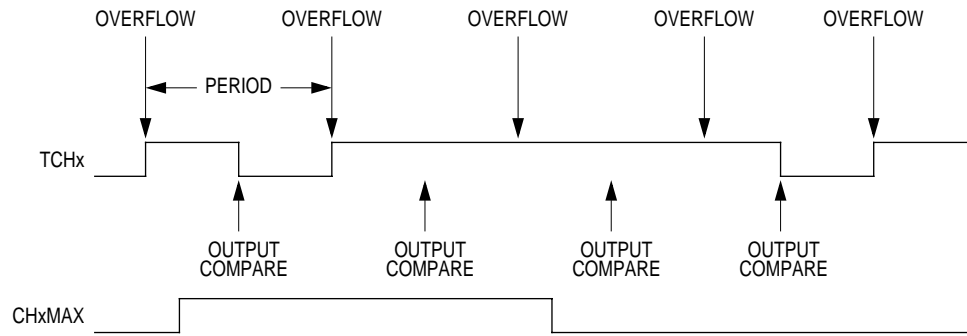 OVERFLOW OVERFLOW OVERFLOW OVERFLOW OVERFLOW
PERIOD
TCHx
OUTPUT COMPARE
OUTPUT COMPARE
OUTPUT COMPARE
OUTPUT COMPARE
CHxMAX